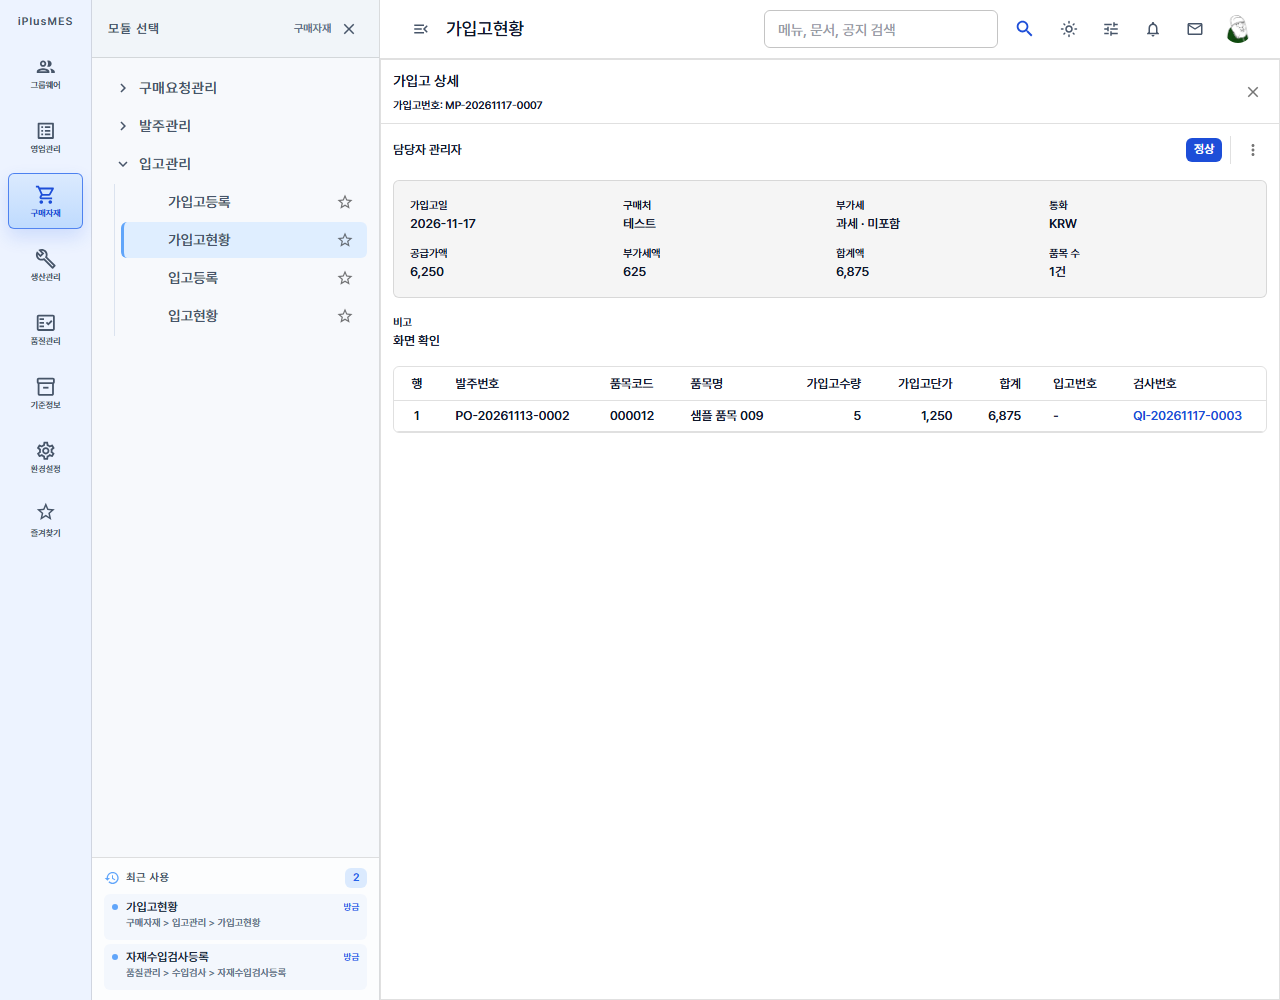 iPlusMES
그룹웨어
영업관리
구매자재
생산관리
품질관리
기준정보
환경설정
즐겨찾기
모듈 선택
구매자재
구매요청관리
발주관리
입고관리
가입고등록
가입고현황
입고등록
입고현황
최근 사용
2
가입고현황
방금
구매자재 > 입고관리 > 가입고현황
자재수입검사등록
방금
품질관리 > 수입검사 > 자재수입검사등록
가입고현황
메뉴, 문서, 공지 검색
가입고 상세
가입고번호: MP-20261117-0007
담당자 관리자
정상
가입고일 구매처 부가세 통화
2026-11-17 테스트 과세 · 미포함 KRW
공급가액 부가세액 합계액 품목 수
6,250 625 6,875 1건
비고
화면 확인
행 발주번호 품목코드 품목명 가입고수량 가입고단가 합계 입고번호 검사번호
1 PO-20261113-0002 000012 샘플 품목 009 5 1,250 6,875 - QI-20261117-0003